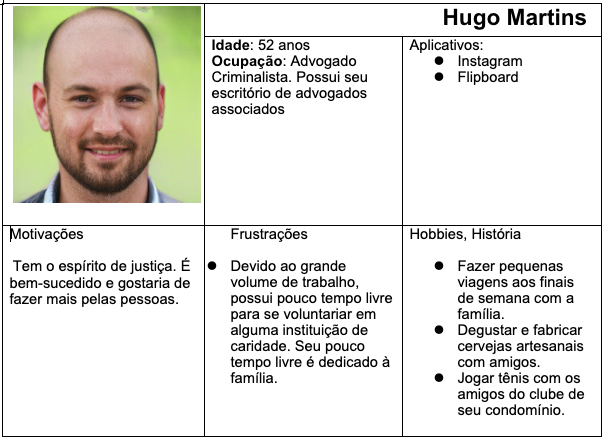 Hugo Martins
Idade: 52 anos
Ocupação: Advogado
Criminalista. Possui seu
escritório de advogados
associados
Aplicativos:
● Instagram
● Flipboard
Motivações
Tem o espírito de justiça. É
bem-sucedido e gostaria de
fazer mais pelas pessoas.
Frustrações
● Devido ao grande
volume de trabalho,
possui pouco tempo livre
para se voluntariar em
alguma instituição de
caridade. Seu pouco
tempo livre é dedicado à
família.
Hobbies, História
● Fazer pequenas
viagens aos finais
de semana com a
família.
● Degustar e fabricar
cervejas artesanais
com amigos.
● Jogar tênis com os
amigos do clube de
seu condomínio.